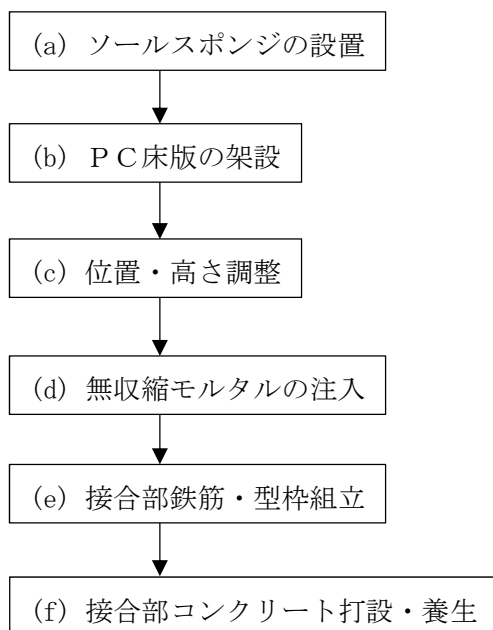 (a) ソールスポンジの設置
(b) ＰＣ床版の架設
(c) 位置・高さ調整
(d) 無収縮モルタルの注入
(e) 接合部鉄筋・型枠組立
(f) 接合部コンクリート打設・養生